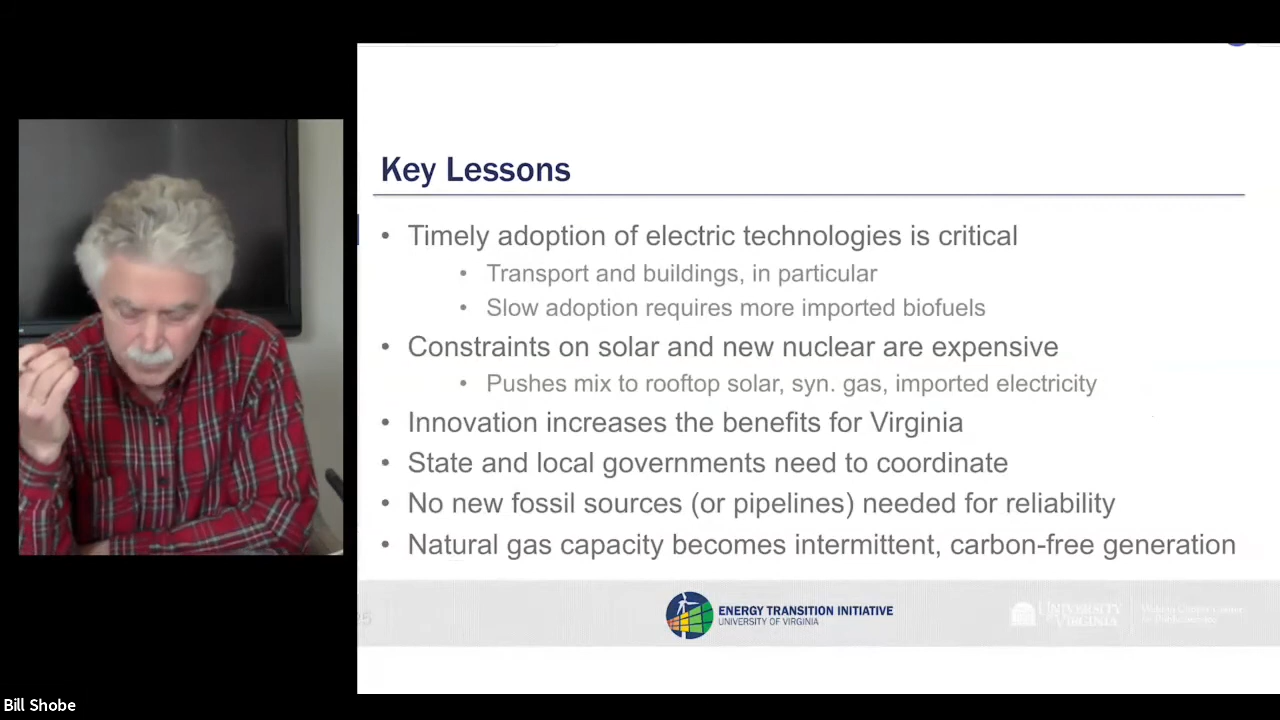 Key Lessons
• Timely adoption of electric technologies is critical
• Transport and buildings, in particular
• Slow adoption requires more imported biofuels
• Constraints on solar and new nuclear are expensive
• Pushes mix to rooftop solar, syn. gas, imported electricity
• Innovation increases the benefits for Virginia
• State and local governments need to coordinate
• No new fossil sources (or pipelines) needed for reliability
• Natural gas capacity becomes intermittent, carbon-free generation
ENERGY TRANSITION INITIATIVE
UNIVERSITY OF VIRGINIA
UNIVERSITY
VIRGINIA
Bill Shobe